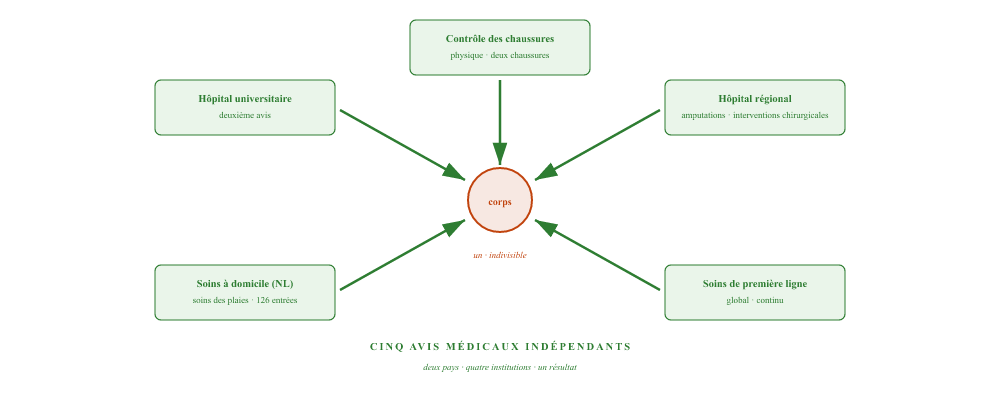 Contrôle des chaussures
physique · deux chaussures
Hôpital universitaire
deuxième avis
Hôpital régional
amputations · interventions chirurgicales
corps
un · indivisible
Soins à domicile (NL)
soins des plaies · 126 entrées
Soins de première ligne
global · continu
CINQ AVIS MÉDICAUX INDÉPENDANTS
deux pays · quatre institutions · un résultat